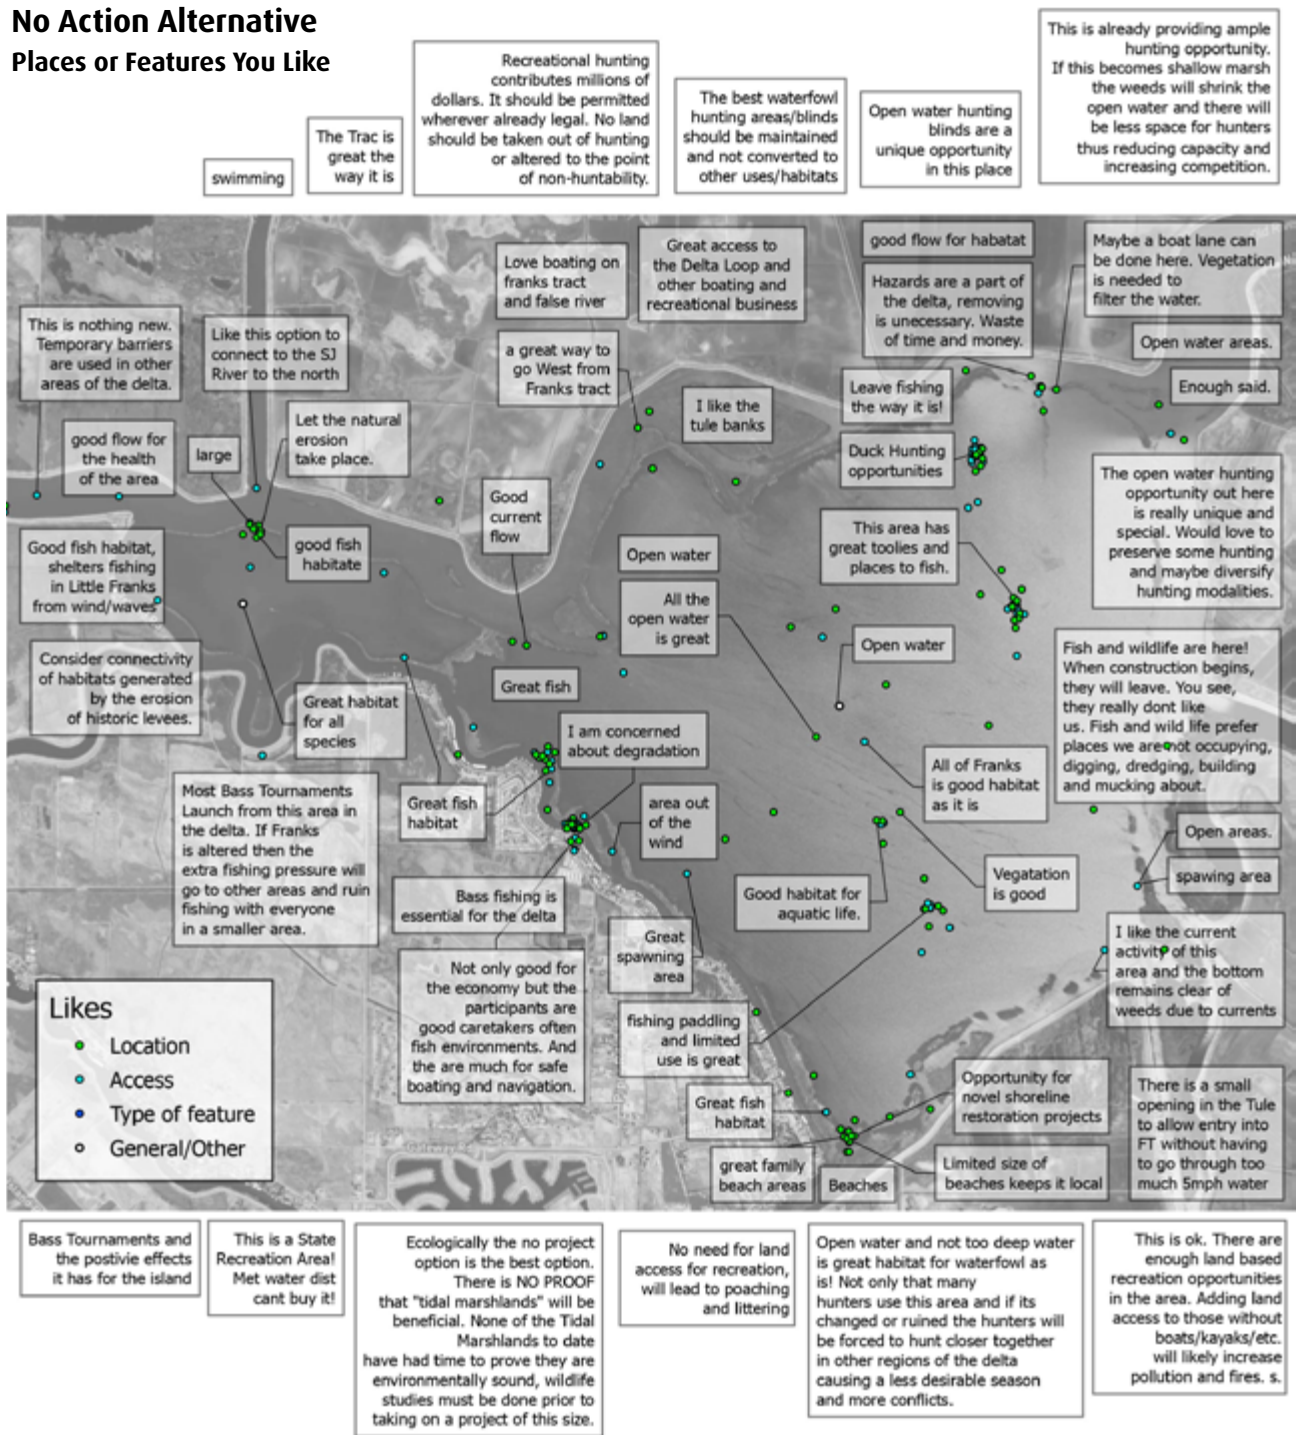 No Action Alternative
Places or Features You Like
swimming
The Trac is
great the
way it is
Recreational hunting
contributes millions of
dollars. It should be permitted
wherever already legal. No land
should be taken out of hunting
or altered to the point
of non-huntability.
The best waterfowl
hunting areas/blinds
should be maintained
and not converted to
other uses/habitats
Open water hunting
blinds are a
unique opportunity
in this place
This is already providing ample
hunting opportunity.
If this becomes shallow marsh
the weeds will shrink the
open water and there will
be less space for hunters
thus reducing capacity and
increasing competition.
Love boating on
franks tract
and false river
Great access to
the Delta Loop and
other boating and
recreational business
good flow for habatat
Maybe a boat lane can
be done here. Vegetation
is needed to
filter the water.
Hazards are a part of
the delta, removing
is unecessary. Waste
of time and money.
This is nothing new.
Temporary barriers
are used in other
areas of the delta.
Like this option to
connect to the SJ
River to the north
a great way to
go West from
Franks tract
Open water areas.
Leave fishing
the way it is!
Enough said.
I like the
tule banks
Let the natural
erosion
take place.
good flow for
the health
of the area
large
Duck Hunting
opportunities
The open water hunting
opportunity out here
is really unique and
special. Would love to
preserve some hunting
and maybe diversify
hunting modalities.
Good
current
flow
This area has
great toolies and
places to fish.
Good fish habitat,
shelters fishing
in Little Franks
from wind/waves
good fish
habitate
Open water
All the
open water
is great
Open water
Fish and wildlife are here!
When construction begins,
they will leave. You see,
they really dont like
us. Fish and wild life prefer
places we are not occupying,
digging, dredging, building
and mucking about.
Consider connectivity
of habitats generated
by the erosion
of historic levees.
Great habitat
for all
species
Great fish
I am concerned
about degradation
All of Franks
is good habitat
as it is
Most Bass Tournaments
Launch from this area in
the delta. If Franks
is altered then the
extra fishing pressure will
go to other areas and ruin
fishing with everyone
in a smaller area.
Great fish
habitat
area out
of the
wind
Open areas.
spawing area
Vegatation
is good
Good habitat for
aquatic life.
Bass fishing is
essential for the delta
Great
spawning
area
I like the current
activity of this
area and the bottom
remains clear of
weeds due to currents
Not only good for
the economy but the
participants are
good caretakers often
fish environments. And
the are much for safe
boating and navigation.
Likes
Location
Access
Type of feature
General/Other
fishing paddling
and limited
use is great
Opportunity for
novel shoreline
restoration projects
There is a small
opening in the Tule
to allow entry into
FT without having
to go through too
much 5mph water
Great fish
habitat
great family
beach areas
Beaches
Limited size of
beaches keeps it local
Bass Tournaments and
the postivie effects
it has for the island
This is a State
Recreation Area!
Met water dist
cant buy it!
Ecologically the no project
option is the best option.
There is NO PROOF
that "tidal marshlands" will be
beneficial. None of the Tidal
Marshlands to date
have had time to prove they are
environmentally sound, wildlife
studies must be done prior to
taking on a project of this size.
No need for land
access for recreation,
will lead to poaching
and littering
Open water and not too deep water
is great habitat for waterfowl as
is! Not only that many
hunters use this area and if its
changed or ruined the hunters will
be forced to hunt closer together
in other regions of the delta
causing a less desirable season
and more conflicts.
This is ok. There are
enough land based
recreation opportunities
in the area. Adding land
access to those without
boats/kayaks/etc.
will likely increase
pollution and fires. s.